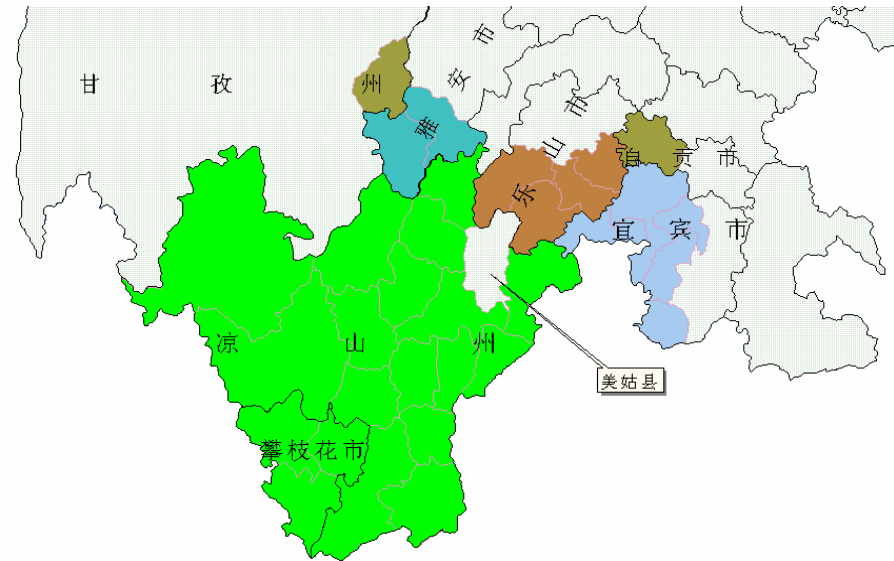 甘孜州
雅安市
乐山市
自贡市
宜宾市
凉山州
美姑县
攀枝花市